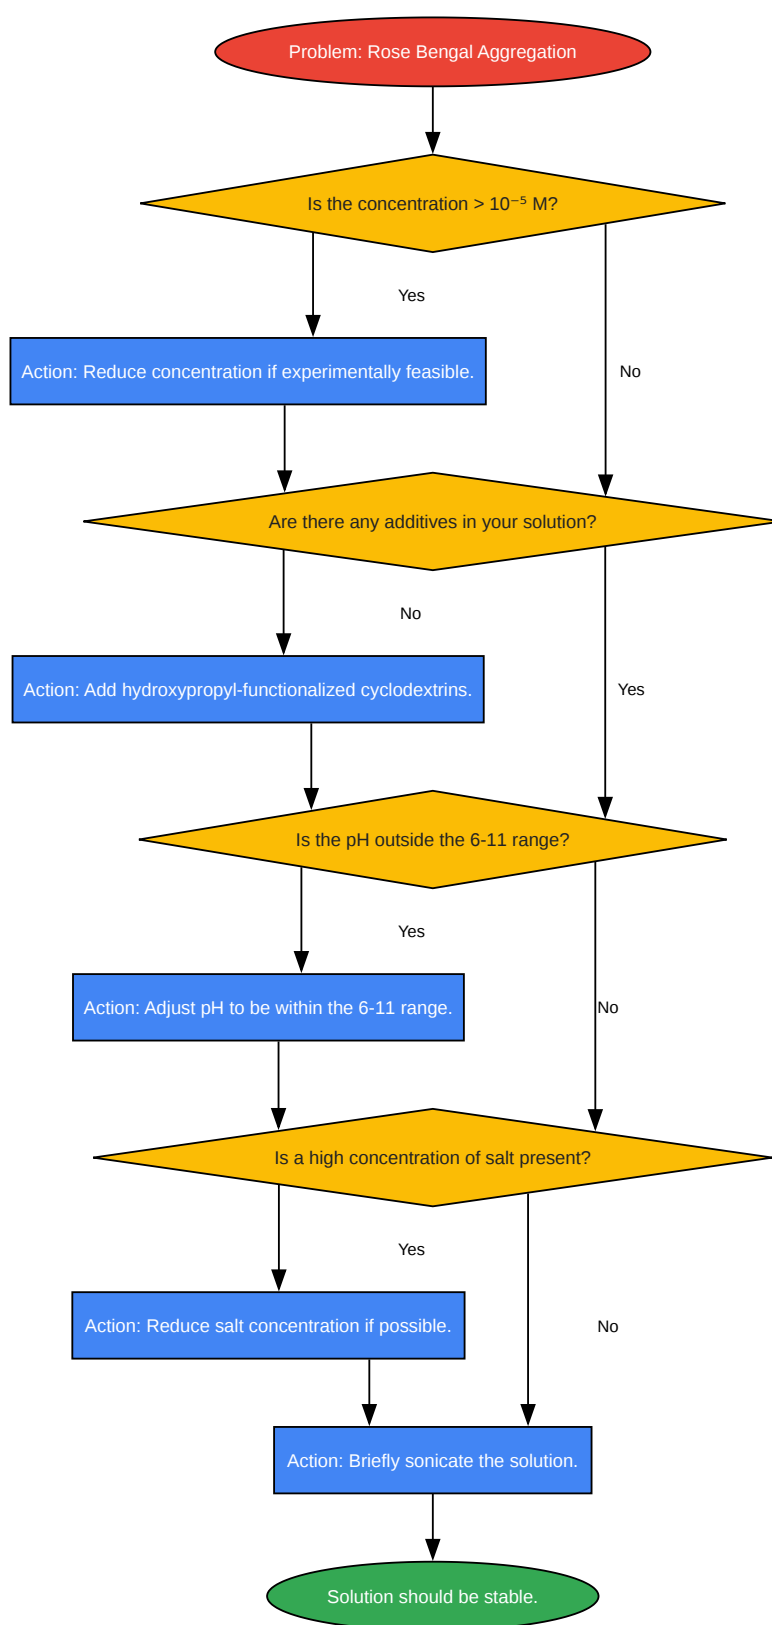 Problem: Rose Bengal Aggregation
Is the concentration > 10⁻⁵ M?
Yes
Action: Reduce concentration if experimentally feasible.
No
Are there any additives in your solution?
No
Action: Add hydroxypropyl-functionalized cyclodextrins.
Yes
Is the pH outside the 6-11 range?
Yes
Action: Adjust pH to be within the 6-11 range.
No
Is a high concentration of salt present?
Yes
Action: Reduce salt concentration if possible.
No
Action: Briefly sonicate the solution.
Solution should be stable.